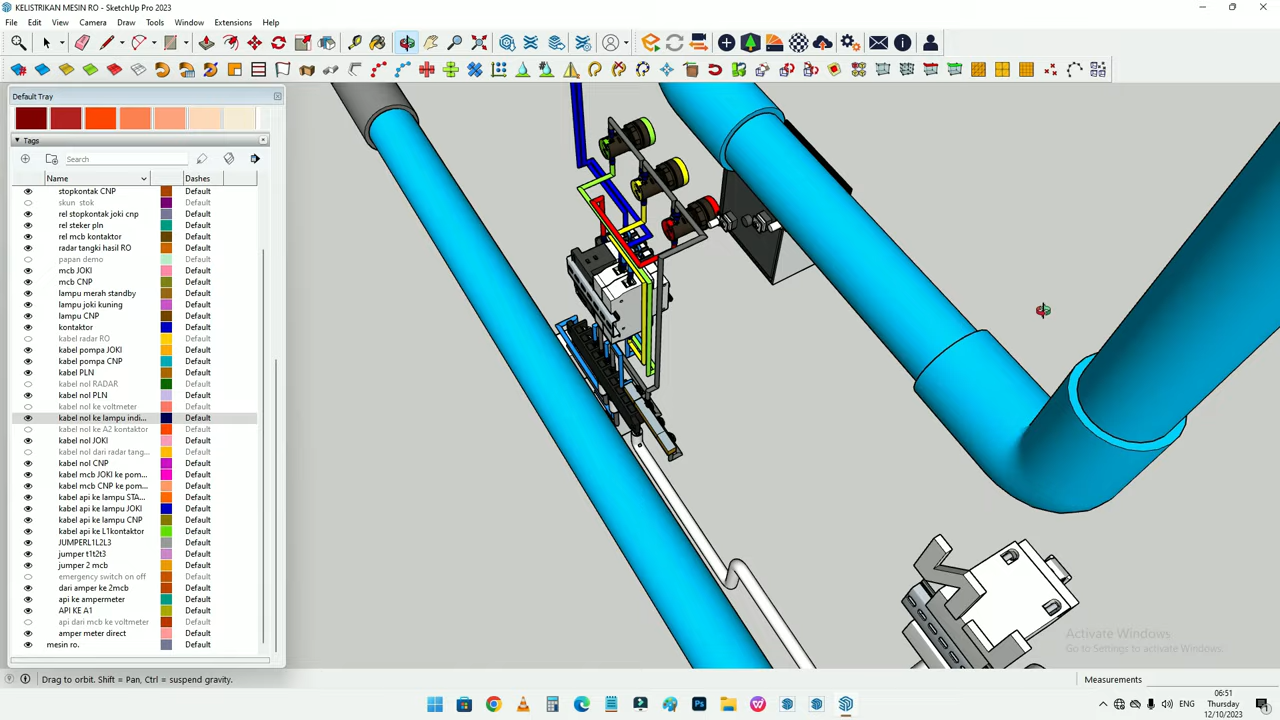 KELISTRIKAN MESIN RO - SketchUp Pro 2023
File Edit View Camera Draw Tools Window Extensions Help
Default Tray
Tags
Search
Name Dashes
stopkontak CNP Default
skun stok Default
rel stopkontak joki cnp Default
rel steker pln Default
rel mcb kontaktor Default
radar tangki hasil RO Default
papan demo Default
mcb JOKI Default
mcb CNP Default
lampu merah standby Default
lampu joki kuning Default
lampu CNP Default
kontaktor Default
kabel radar RO Default
kabel pompa JOKI Default
kabel pompa CNP Default
kabel PLN Default
kabel nol RADAR Default
kabel nol PLN Default
kabel nol ke voltmeter Default
kabel nol ke lampu indi... Default
kabel nol ke A2 kontaktor Default
kabel nol JOKI Default
kabel nol dari radar tang... Default
kabel nol CNP Default
kabel mcb JOKI ke pom... Default
kabel mcb CNP ke pom... Default
kabel api ke lampu STA... Default
kabel api ke lampu JOKI Default
kabel api ke lampu CNP Default
kabel api ke L1kontaktor Default
JUMPERL1L2L3 Default
jumper t1t2t3 Default
jumper 2 mcb Default
emergency switch on off Default
dari amper ke 2mcb Default
api ke ampermeter Default
API KE A1 Default
api dari mcb ke voltmeter Default
amper meter direct Default
mesin ro. Default
Activate Windows
Go to Settings to activate Windows.
Drag to orbit. Shift = Pan, Ctrl = suspend gravity. Measurements
ENG
06:51
Thursday
12/10/2023